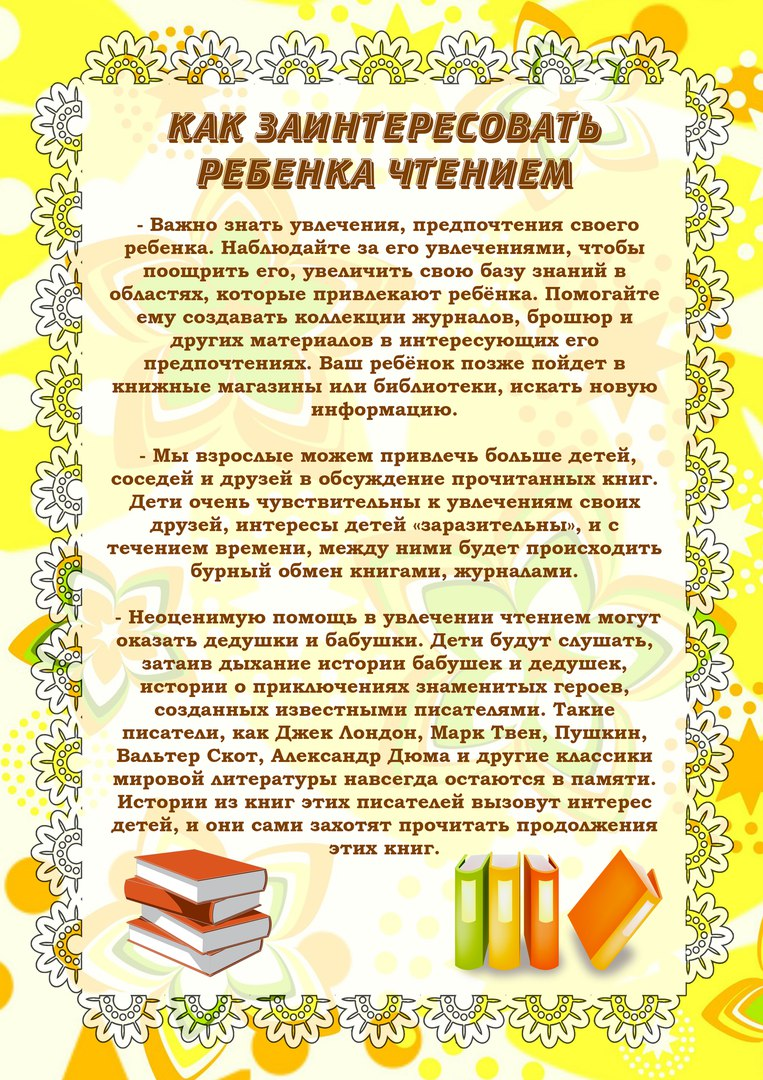 КАК ЗАИНТЕРЕСОВАТЬ
РЕБЕНКА ЧТЕНИЕМ
- Важно знать увлечения, предпочтения своего
ребенка. Наблюдайте за его увлечениями, чтобы
поощрить его, увеличить свою базу знаний в
областях, которые привлекают ребёнка. Помогайте
ему создавать коллекции журналов, брошюр и
других материалов в интересующих его
предпочтениях. Ваш ребёнок позже пойдет в
книжные магазины или библиотеки, искать новую
информацию.
- Мы взрослые можем привлечь больше детей,
соседей и друзей в обсуждение прочитанных книг.
Дети очень чувствительны к увлечениям своих
друзей, интересы детей «заразительны», и с
течением времени, между ними будет происходить
бурный обмен книгами, журналами.
- Неоценимую помощь в увлечении чтением могут
оказать дедушки и бабушки. Дети будут слушать,
затаив дыхание истории бабушек и дедушек,
истории о приключениях знаменитых героев,
созданных известными писателями. Такие
писатели, как Джек Лондон, Марк Твен, Пушкин,
Вальтер Скот, Александр Дюма и другие классики
мировой литературы навсегда остаются в памяти.
Истории из книг этих писателей вызовут интерес
детей, и они сами захотят прочитать продолжения
этих книг.